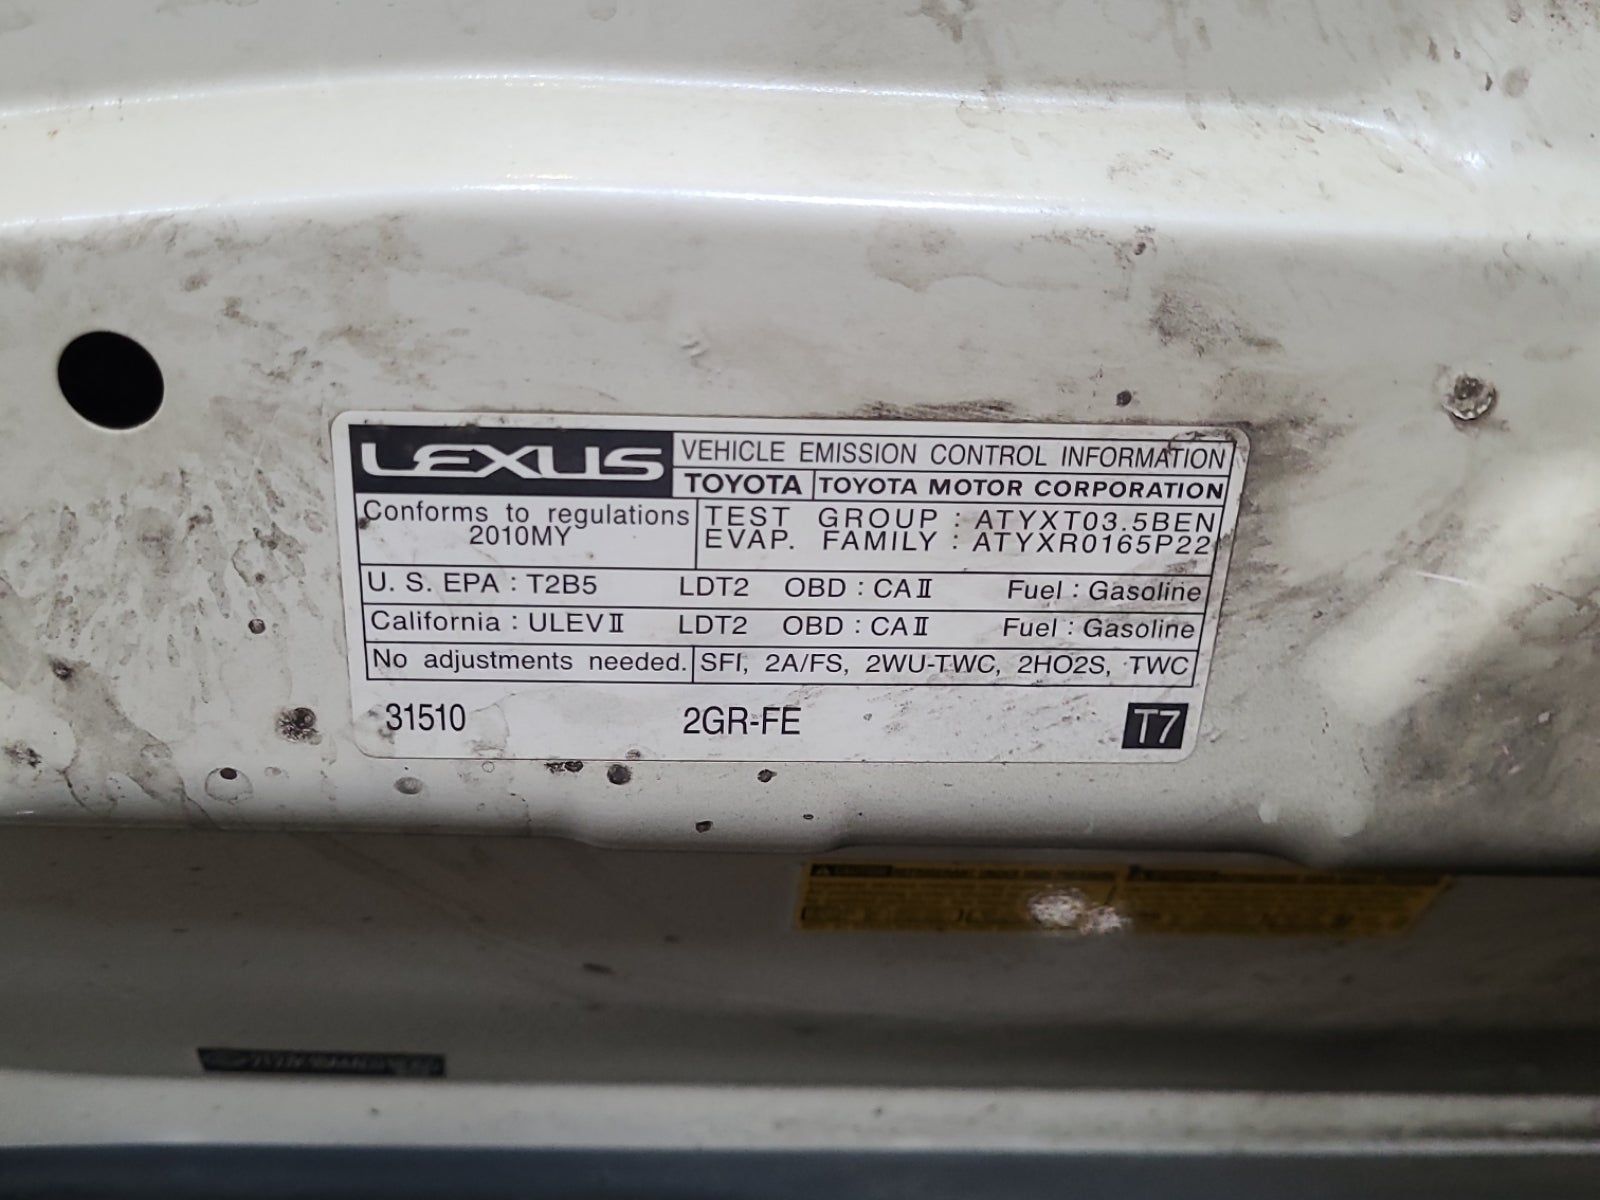 LEXUS
VEHICLE EMISSION CONTROL INFORMATION
TOYOTA TOYOTA MOTOR CORPORATION
Conforms to regulations
2010MY
TEST GROUP : ATYXT03.5BEN
EVAP. FAMILY : ATYXR0165P22
U. S. EPA : T2B5 LDT2 OBD : CAⅡ Fuel : Gasoline
California : ULEVⅡ LDT2 OBD : CAⅡ Fuel : Gasoline
No adjustments needed. SFI, 2A/FS, 2WU-TWC, 2HO2S, TWC
31510 2GR-FE T7
CAUTION